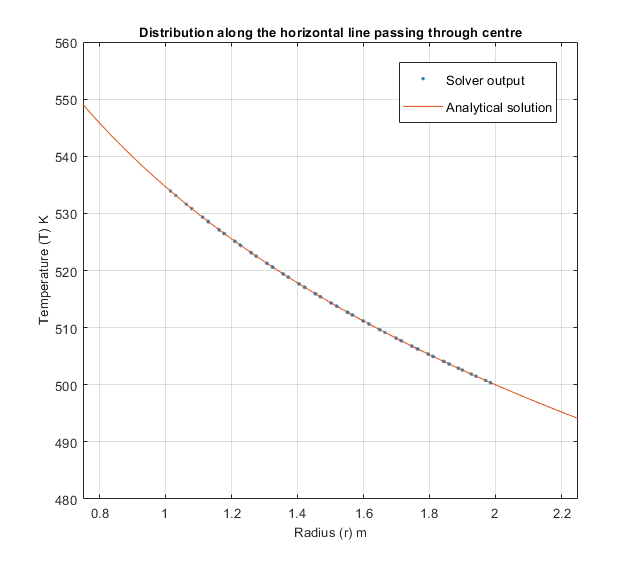 Distribution along the horizontal line passing through centre
560
550
540
530
520
510
500
490
480
Temperature (T) K
Solver output
Analytical solution
0.8 1 1.2 1.4 1.6 1.8 2 2.2
Radius (r) m